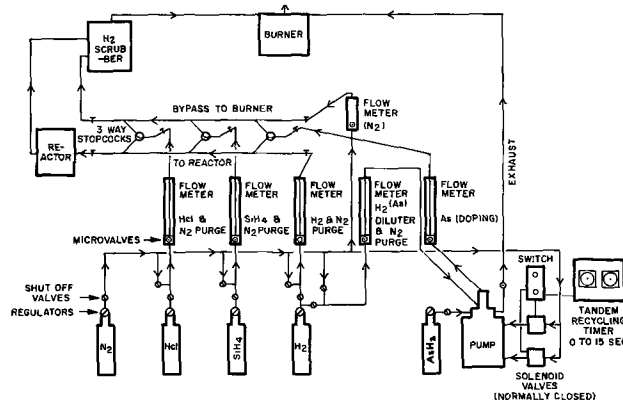 H2
SCRUB
-BER
BURNER
BYPASS TO BURNER
FLOW
METER
(N2)
3 WAY
STOPCOCKS
RE-
ACTOR
TO REACTOR
EXHAUST
FLOW
METER
Hcl &
N2 PURGE
FLOW
METER
SiH4 &
N2 PURGE
FLOW
METER
H2 & N2
PURGE
FLOW
METER
H2 (As)
DILUTER
& N2
PURGE
FLOW
METER
As (DOPING)
MICROVALVES
SWITCH
SHUT OFF
VALVES
REGULATORS
TANDEM
RECYCLING
TIMER
0 TO 15 SEC
N2
Hcl
SiH4
H2
AsH3
PUMP
SOLENOID
VALVES
(NORMALLY CLOSED)